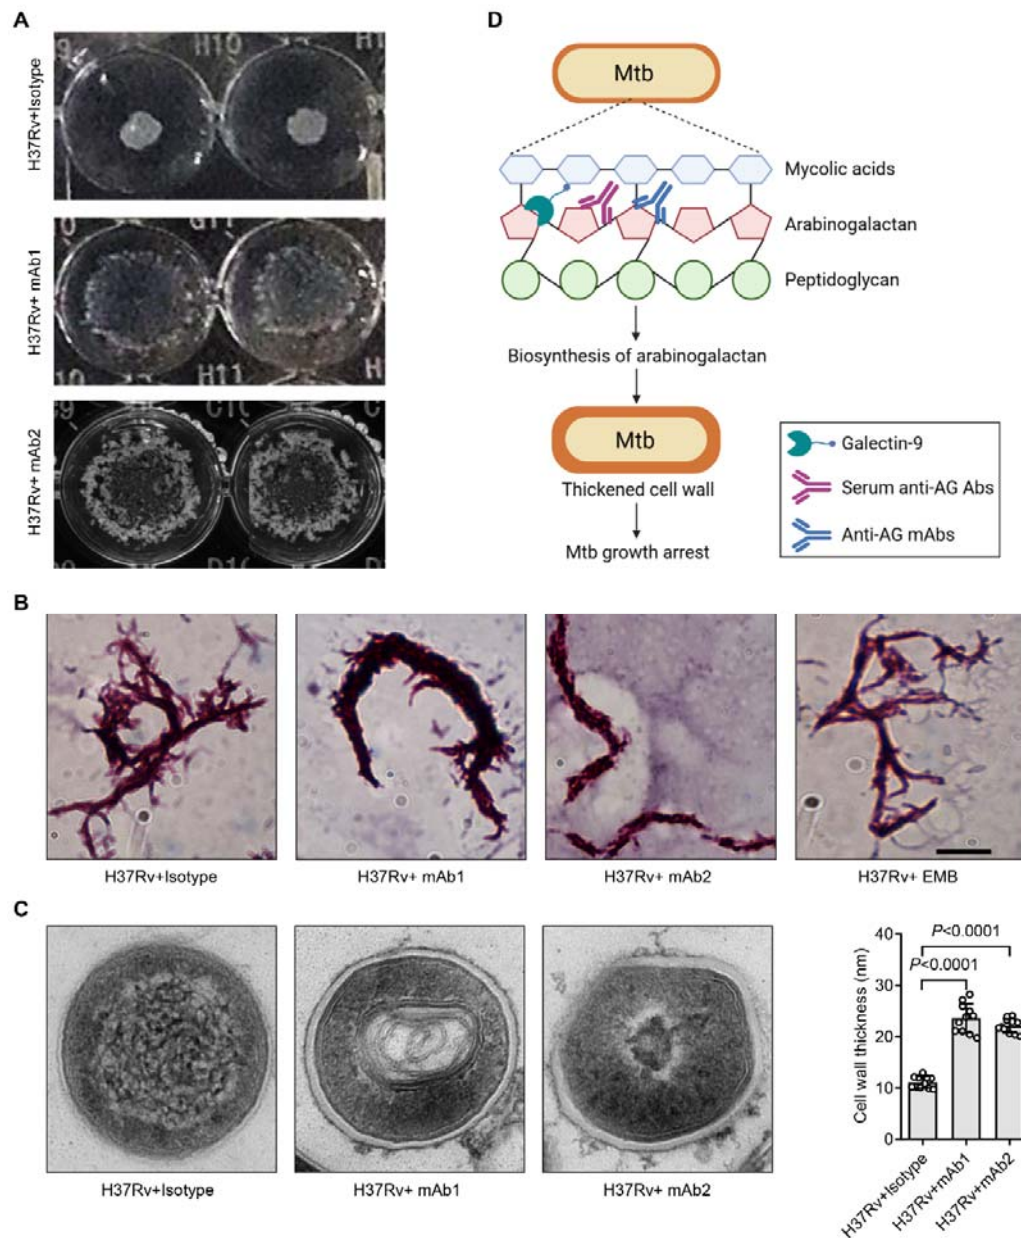 A
H37Rv+Isotype
H10
H37Rv+ mAb1
H11
H37Rv+ mAb2
D
Mtb
Mycolic acids
Arabinogalactan
Peptidoglycan
Biosynthesis of arabinogalactan
Mtb
Thickened cell wall
Mtb growth arrest
Galectin-9
Serum anti-AG Abs
Anti-AG mAbs
B
H37Rv+Isotype
H37Rv+ mAb1
H37Rv+ mAb2
H37Rv+ EMB
C
H37Rv+Isotype
H37Rv+ mAb1
H37Rv+ mAb2
Cell wall thickness (nm)
40
30
20
10
0
P<0.0001
P<0.0001
H37Rv+Isotype
H37Rv+mAb1
H37Rv+mAb2